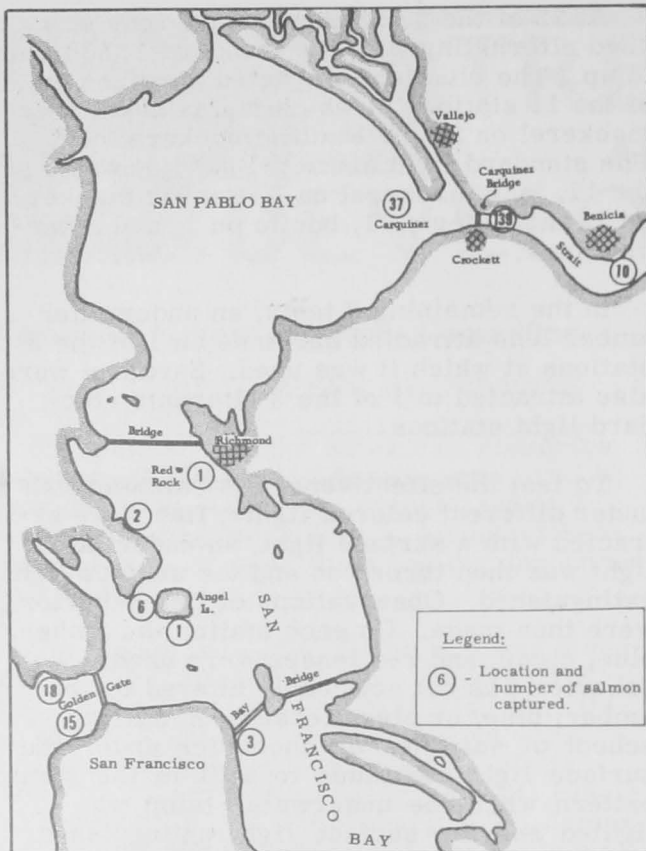 Vallejo
Carquinez
Bridge
SAN PABLO BAY
37
Carquinez
139
Benicia
Crockett
Strait
10
Bridge
Richmond
Red
Rock
1
2
Angel
Is.
6
1
SAN
FRANCISCO
BAY
Legend:
6 - Location and
number of salmon
captured.
18
Golden Gate
15
Bay Bridge
3
San Francisco